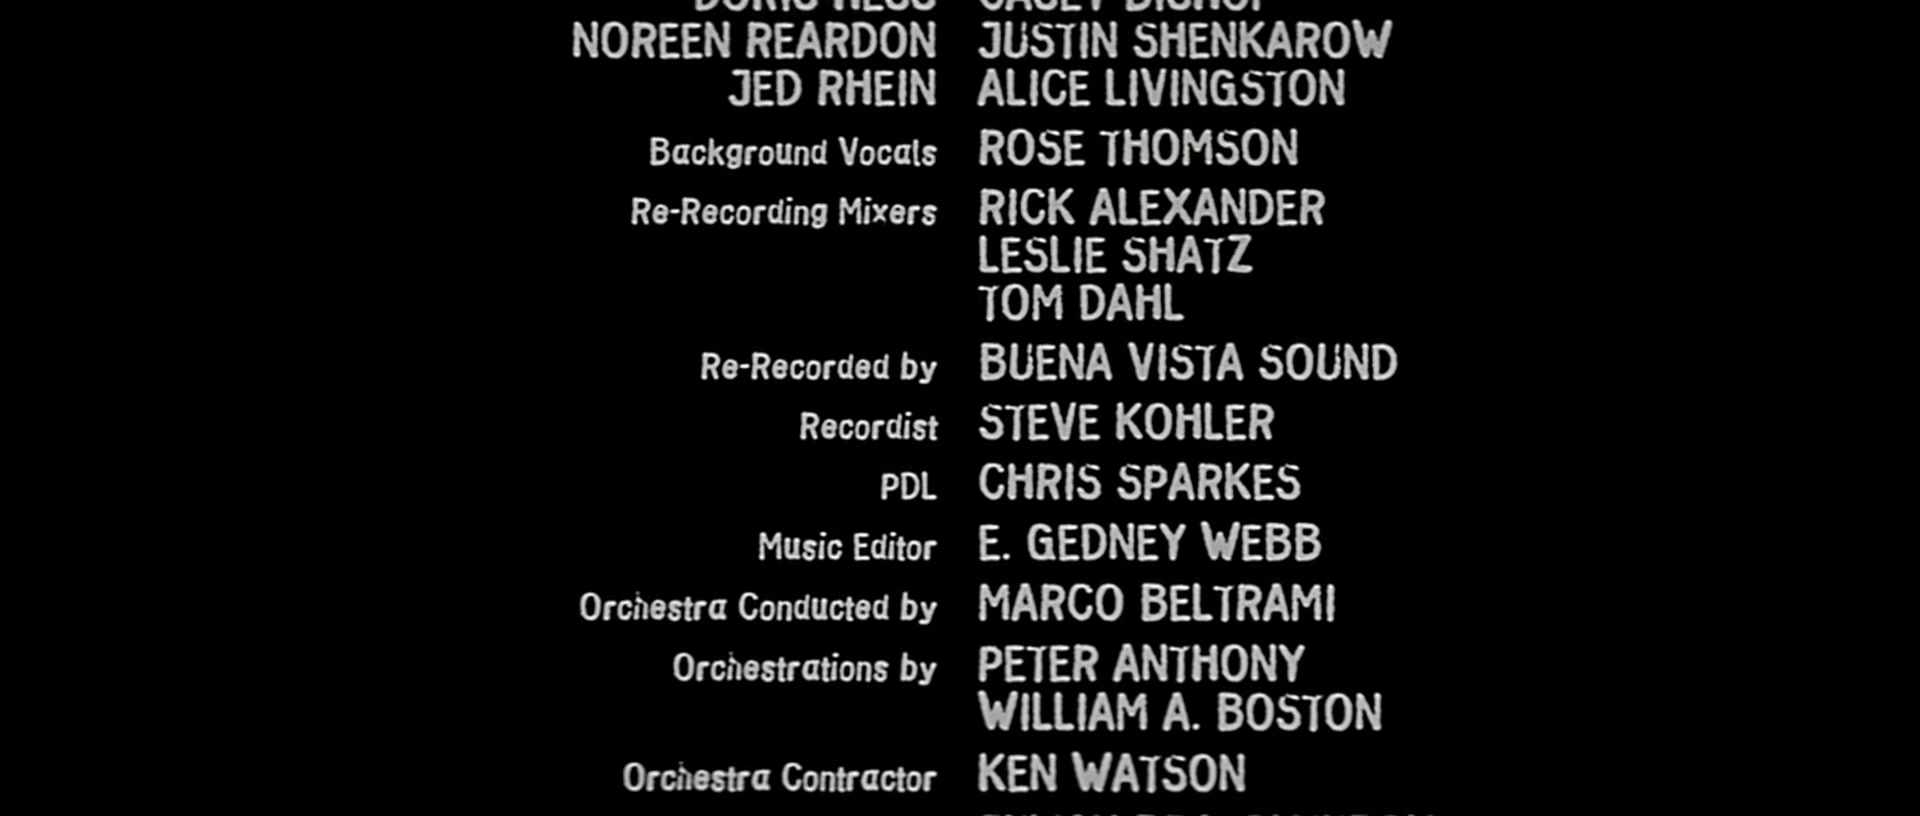 NOREEN REARDON JUSTIN SHENKAROW
JED RHEIN ALICE LIVINGSTON
Background Vocals ROSE THOMSON
Re-Recording Mixers RICK ALEXANDER
LESLIE SHATZ
TOM DAHL
Re-Recorded by BUENA VISTA SOUND
Recordist STEVE KOHLER
PDL CHRIS SPARKES
Music Editor E. GEDNEY WEBB
Orchestra Conducted by MARCO BELTRAMI
Orchestrations by PETER ANTHONY
WILLIAM A. BOSTON
Orchestra Contractor KEN WATSON